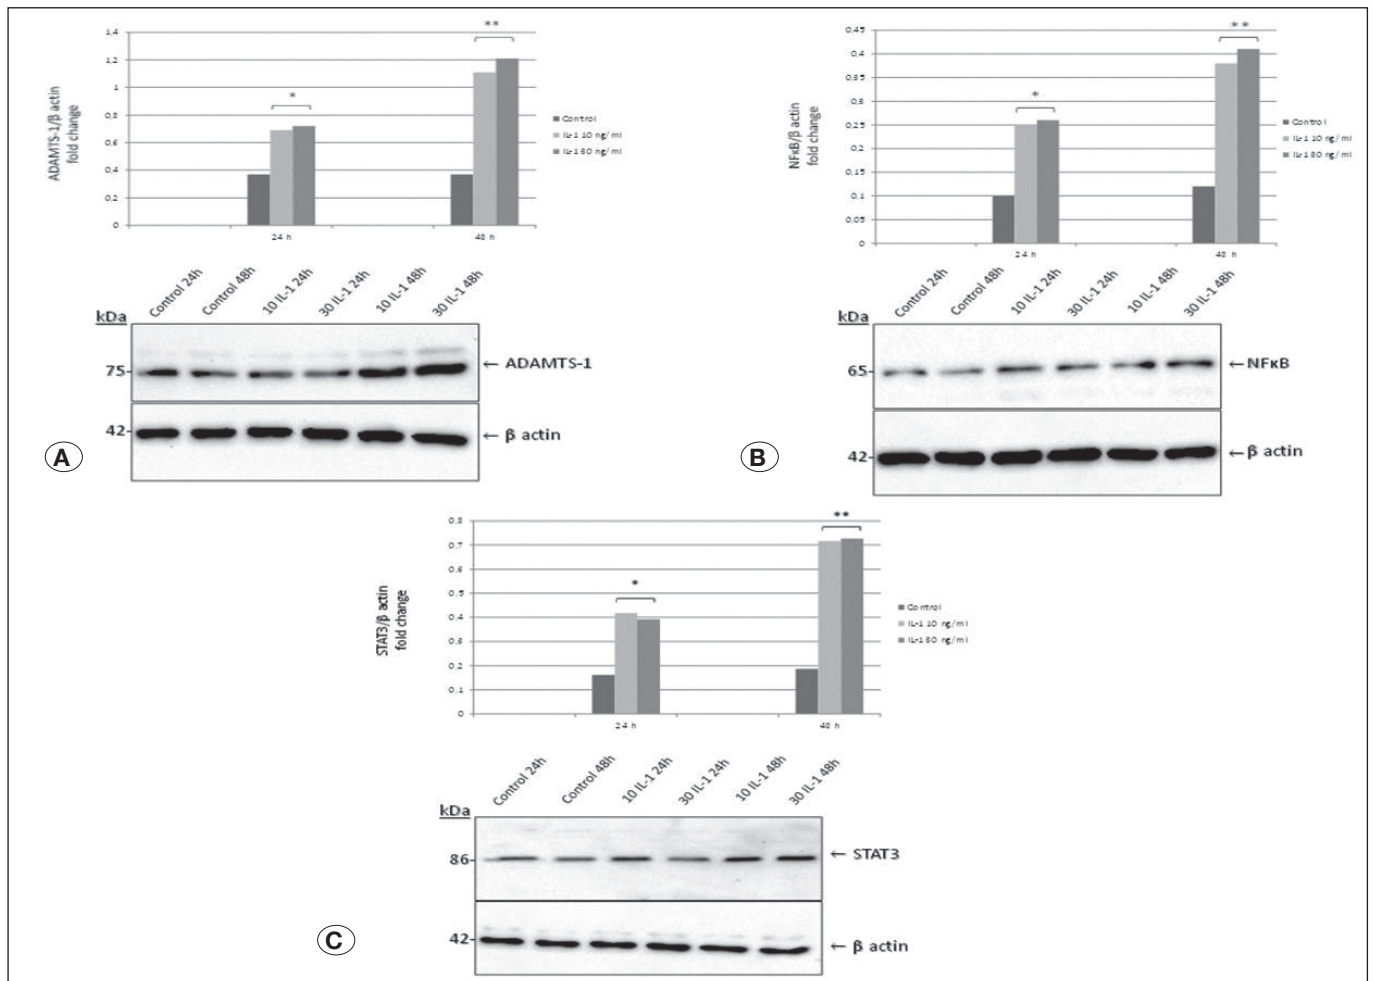 1,4
1,2
1
0,8
0,6
0,4
0,2
0
ADAMTS-1/β actin
fold change
*
**
24 h
48 h
Control
IL-1 10 ng/ml
IL-1 30 ng/ml
Control 24h
Control 48h
10 IL-1 24h
30 IL-1 24h
10 IL-1 48h
30 IL-1 48h
kDa
75-
← ADAMTS-1
42-
← β actin
A
0,45
0,4
0,35
0,3
0,25
0,2
0,15
0,1
0,05
0
NFκB/β actin
fold change
*
**
24 h
48 h
Control
IL-1 10 ng/ml
IL-1 30 ng/ml
Control 24h
Control 48h
10 IL-1 24h
30 IL-1 24h
10 IL-1 48h
30 IL-1 48h
kDa
65-
←NFκB
42-
←β actin
B
0,8
0,7
0,6
0,5
0,4
0,3
0,2
0,1
0
STAT3/β actin
fold change
*
**
24 h
48 h
Control
IL-1 10 ng/ml
IL-1 30 ng/ml
Control 24h
Control 48h
10 IL-1 24h
30 IL-1 24h
10 IL-1 48h
30 IL-1 48h
kDa
86-
← STAT3
42-
← β actin
C